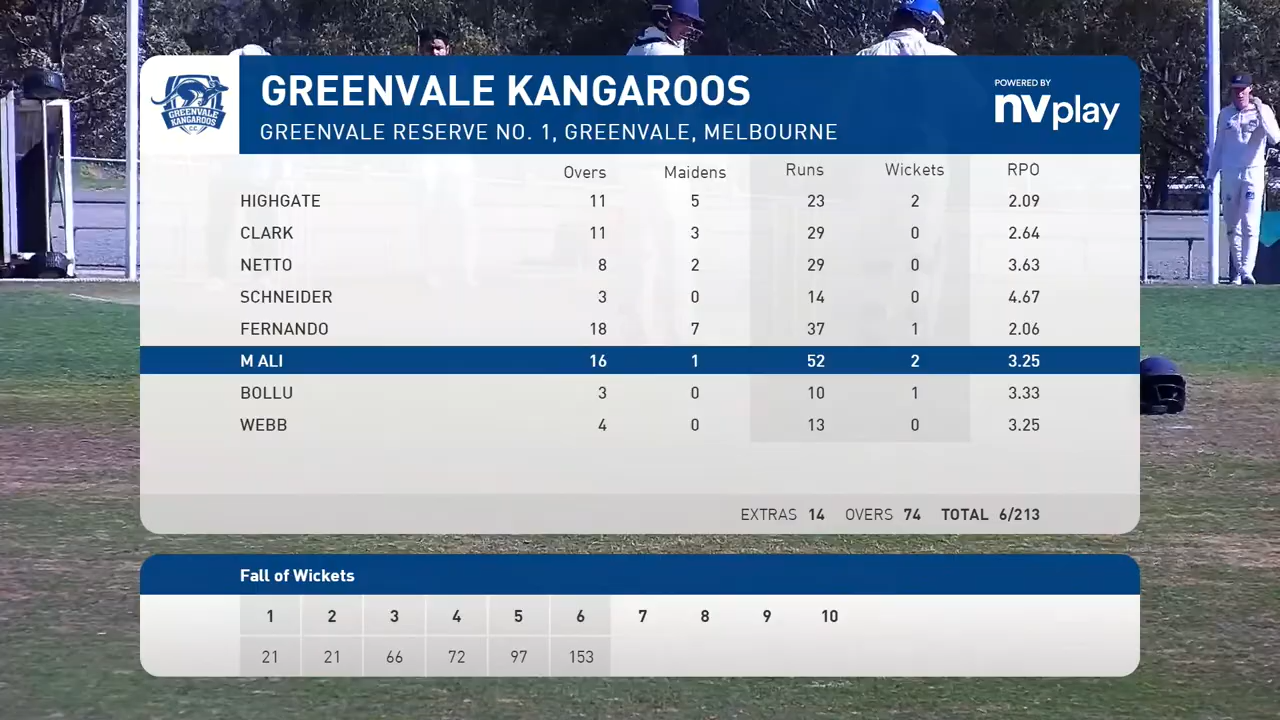 GREENVALE KANGAROOS
GREENVALE RESERVE NO. 1, GREENVALE, MELBOURNE
POWERED BY
nvplay
GREENVALE
KANGAROOS
C.C.
Overs Maidens Runs Wickets RPO
HIGHGATE 11 5 23 2 2.09
CLARK 11 3 29 0 2.64
NETTO 8 2 29 0 3.63
SCHNEIDER 3 0 14 0 4.67
FERNANDO 18 7 37 1 2.06
M ALI 16 1 52 2 3.25
BOLLU 3 0 10 1 3.33
WEBB 4 0 13 0 3.25
EXTRAS 14 OVERS 74 TOTAL 6/213
Fall of Wickets
1 2 3 4 5 6 7 8 9 10
21 21 66 72 97 153